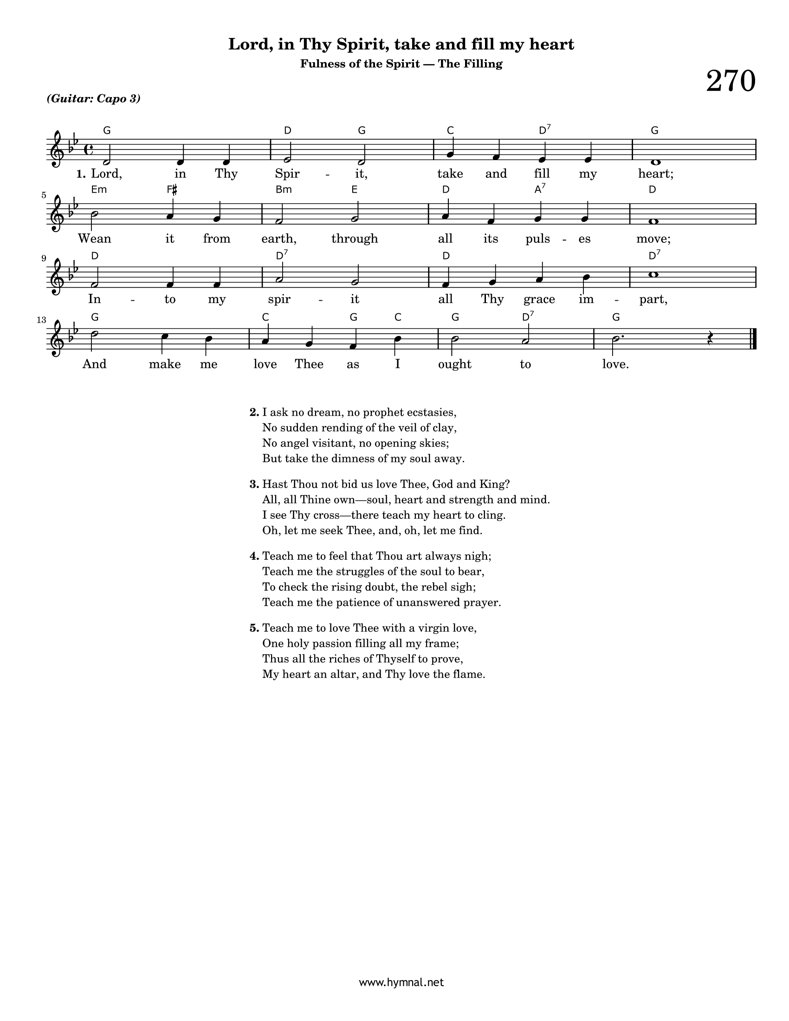 Lord, in Thy Spirit, take and fill my heart
Fulness of the Spirit — The Filling
270
(Guitar: Capo 3)
G D G C D7 G
1. Lord, in Thy Spir - it, take and fill my heart;
5 Em F♯ Bm E D A7 D
Wean it from earth, through all its puls - es move;
9 D D7 D D7
In - to my spir - it all Thy grace im - part,
13 G C G C G D7 G
And make me love Thee as I ought to love.
2. I ask no dream, no prophet ecstasies,
No sudden rending of the veil of clay,
No angel visitant, no opening skies;
But take the dimness of my soul away.
3. Hast Thou not bid us love Thee, God and King?
All, all Thine own—soul, heart and strength and mind.
I see Thy cross—there teach my heart to cling.
Oh, let me seek Thee, and, oh, let me find.
4. Teach me to feel that Thou art always nigh;
Teach me the struggles of the soul to bear,
To check the rising doubt, the rebel sigh;
Teach me the patience of unanswered prayer.
5. Teach me to love Thee with a virgin love,
One holy passion filling all my frame;
Thus all the riches of Thyself to prove,
My heart an altar, and Thy love the flame.
www.hymnal.net